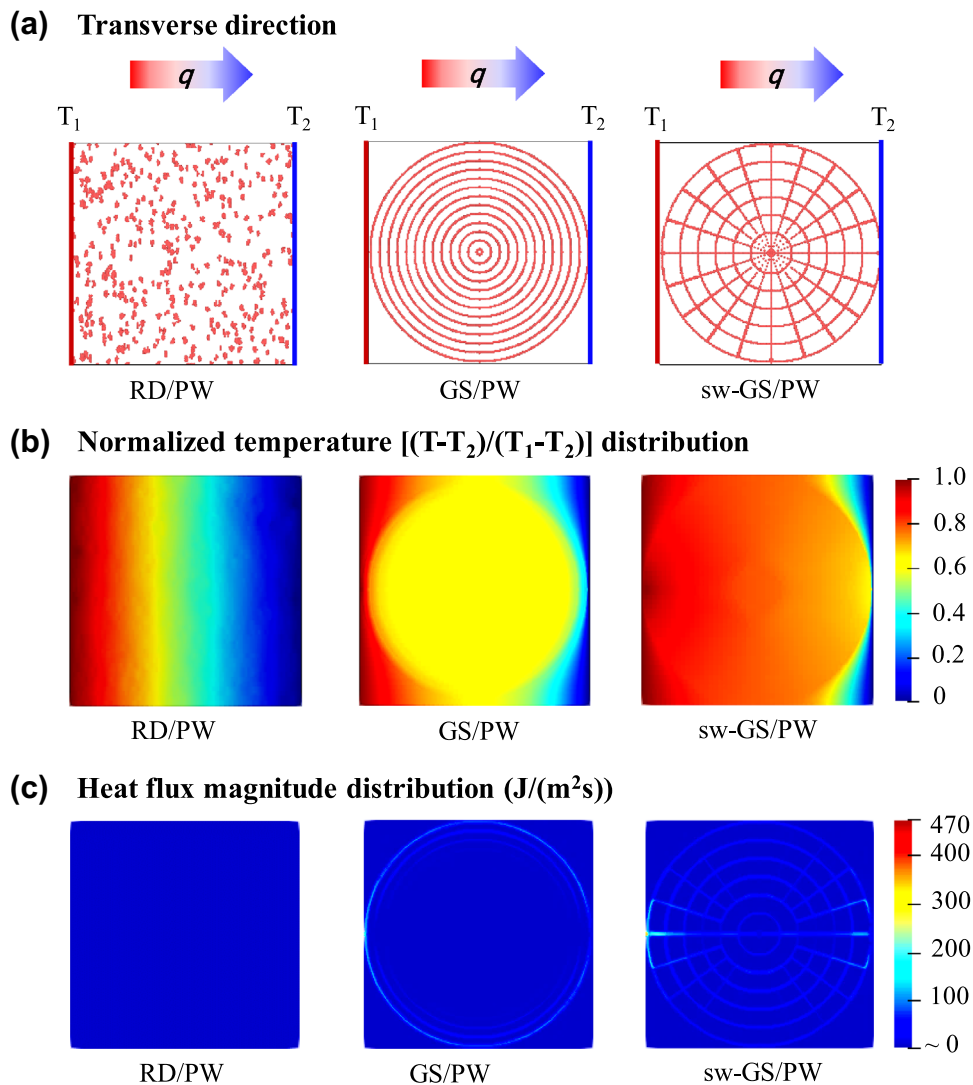 (a) Transverse direction
q q q
T₁ T₂ T₁ T₂ T₁ T₂
RD/PW GS/PW sw-GS/PW
(b) Normalized temperature [(T-T₂)/(T₁-T₂)] distribution
1.0
0.8
0.6
0.4
0.2
0
RD/PW GS/PW sw-GS/PW
(c) Heat flux magnitude distribution (J/(m²s))
470
400
300
200
100
~ 0
RD/PW GS/PW sw-GS/PW